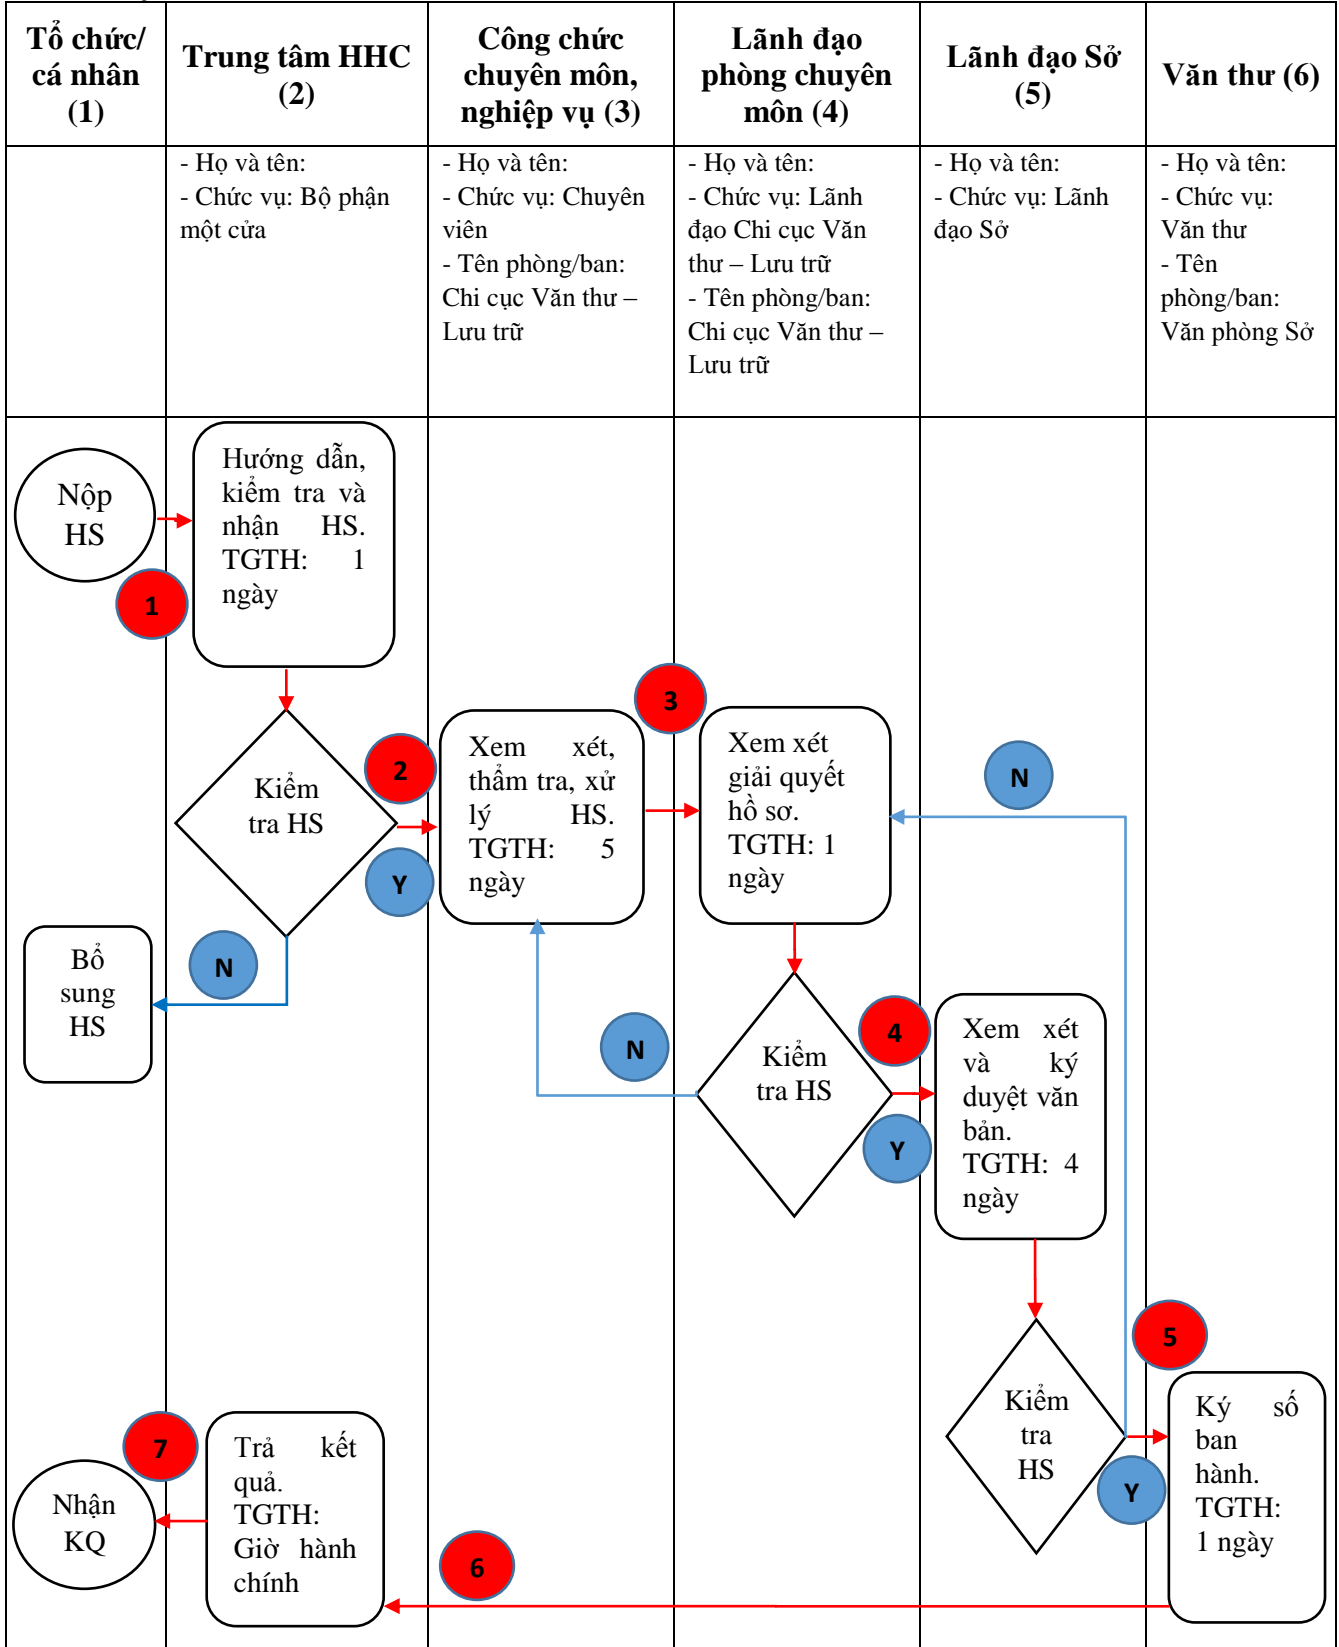 Tổ chức/
cá nhân
(1)
Trung tâm HHC
(2)
Công chức
chuyên môn,
nghiệp vụ (3)
Lãnh đạo
phòng chuyên
môn (4)
Lãnh đạo Sở
(5)
Văn thư (6)
- Họ và tên:
- Chức vụ: Bộ phận
một cửa
- Họ và tên:
- Chức vụ: Chuyên
viên
- Tên phòng/ban:
Chi cục Văn thư –
Lưu trữ
- Họ và tên:
- Chức vụ: Lãnh
đạo Chi cục Văn
thư – Lưu trữ
- Tên phòng/ban:
Chi cục Văn thư –
Lưu trữ
- Họ và tên:
- Chức vụ: Lãnh
đạo Sở
- Họ và tên:
- Chức vụ:
Văn thư
- Tên
phòng/ban:
Văn phòng Sở
Nộp
HS
1
Hướng dẫn,
kiểm tra và
nhận HS.
TGTH: 1
ngày
Kiểm
tra HS
2
Y
N
Bổ
sung
HS
Xem xét,
thẩm tra, xử
lý HS.
TGTH: 5
ngày
3
Xem xét
giải quyết
hồ sơ.
TGTH: 1
ngày
N
N
Kiểm
tra HS
4
Y
Xem xét
và ký
duyệt văn
bản.
TGTH: 4
ngày
Kiểm
tra
HS
5
Y
Ký số
ban
hành.
TGTH:
1 ngày
6
Trả kết
quả.
TGTH:
Giờ hành
chính
7
Nhận
KQ